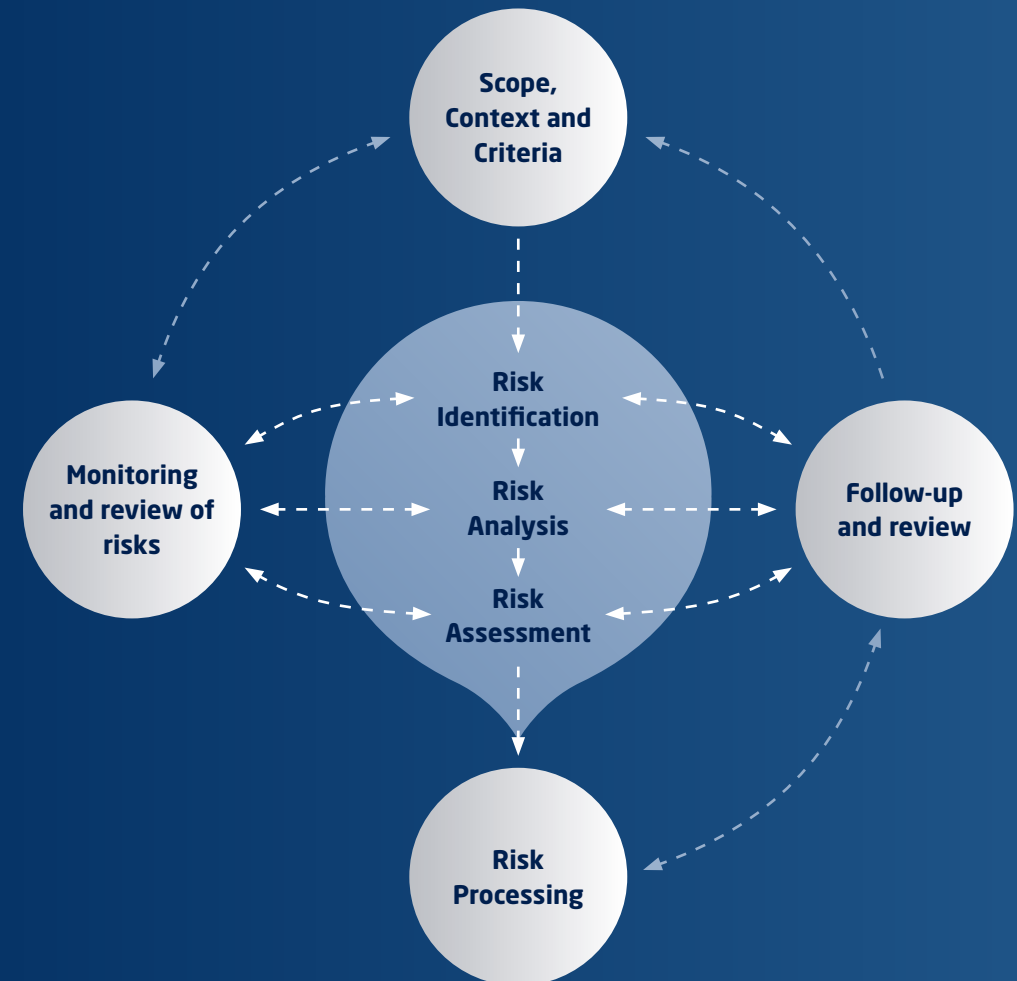 Scope,
Context and
Criteria
Risk
Identification
Monitoring
and review of
risks
Risk
Analysis
Follow-up
and review
Risk
Assessment
Risk
Processing